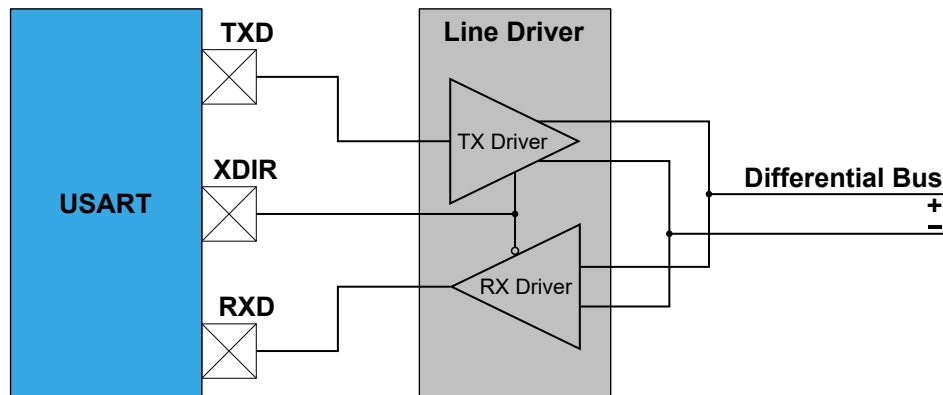 TXD
Line Driver
TX Driver
XDIR
USART
Differential Bus
+
−
RX Driver
RXD